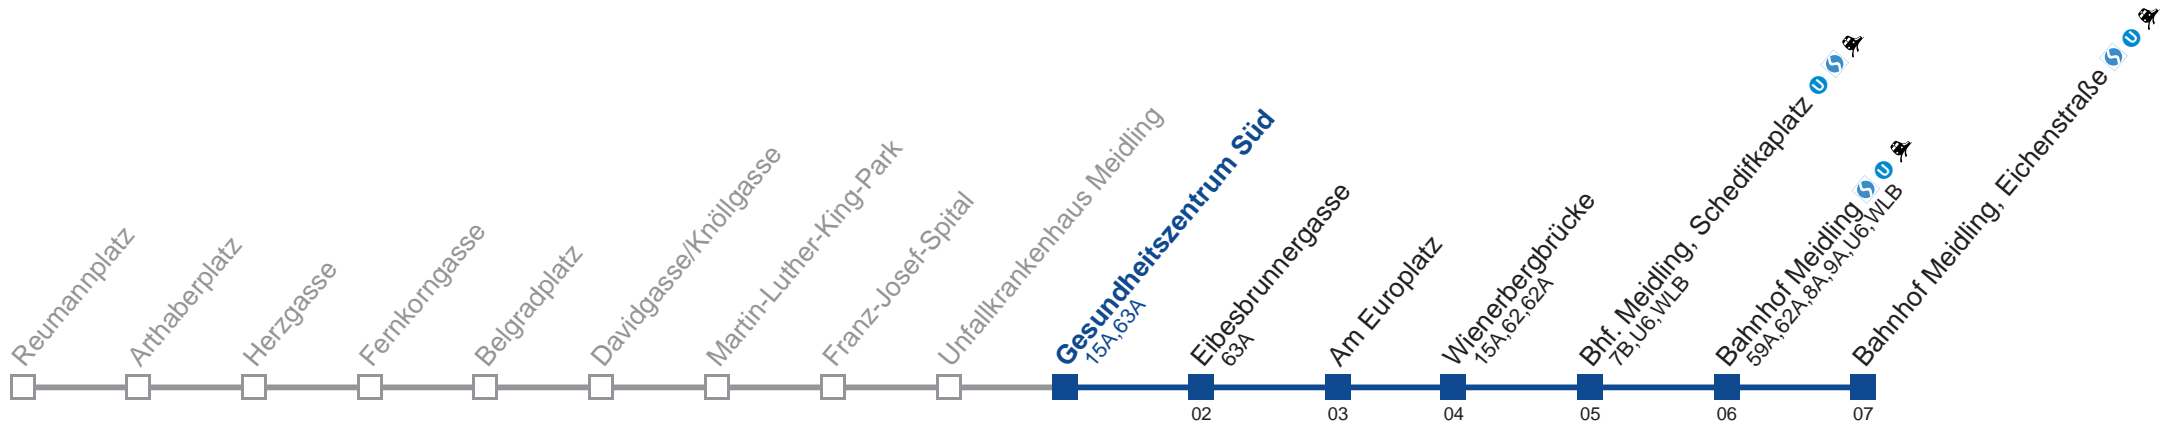 Reumannplatz
Arthaberplatz
Herzgasse
Fernkorngasse
Belgradplatz
Davidgasse/Knöllgasse
Martin-Luther-King-Park
Franz-Josef-Spital
Unfallkrankenhaus Meidling
Gesundheitszentrum Süd
15A,63A
Eibesbrunnergasse
63A
Am Europlatz
Wienerbergbrücke
15A,62,62A
Bhf. Meidling, Schedifkaplatz U S
7B,U6,WLB
Bahnhof Meidling S U
59A,62A,8A,9A,U6,WLB
Bahnhof Meidling, Eichenstraße S U
02
03
04
05
06
07